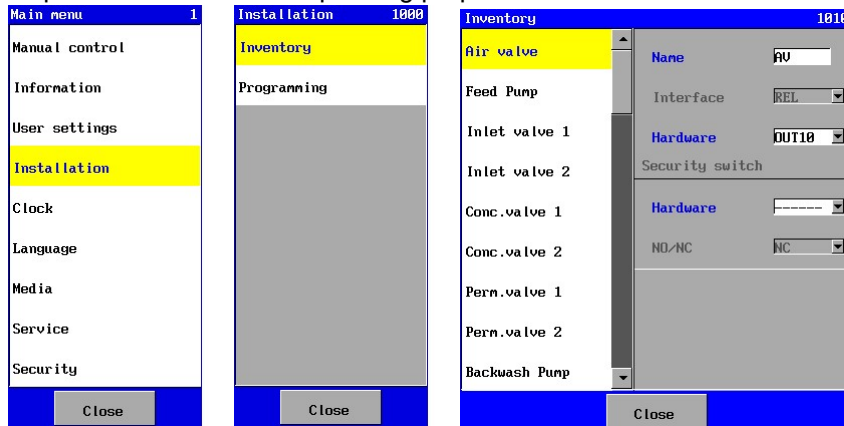 Main menu 1
Manual control
Information
User settings
Installation
Clock
Language
Media
Service
Security
Close
Installation 1000
Inventory
Programming
Close
Inventory 1010
Air valve
Feed Pump
Inlet valve 1
Inlet valve 2
Conc.valve 1
Conc.valve 2
Perm.valve 1
Perm.valve 2
Backwash Pump
Name AV
Interface REL
Hardware OUT10
Security switch
Hardware ------
NO/NC NC
Close